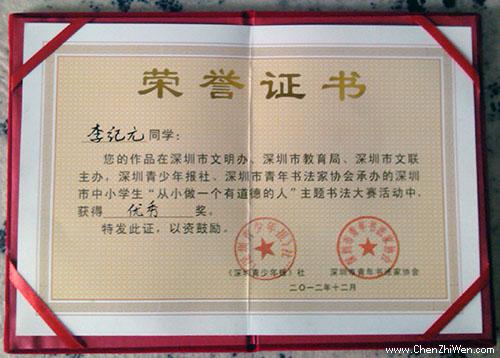 荣誉证书
李纪元同学:
您的作品在深圳市文明办、深圳市教育局、深圳市文联
主办,深圳青少年报社、深圳市青年书法家协会承办的深圳
市中小学生“从小做一个有道德的人”主题书法大赛活动中,
获得 优秀 奖。
特发此证,以资鼓励。
《深圳青少年报》社 深圳市青年书法家协会
二〇一二年十二月
www.ChenZhiWen.com